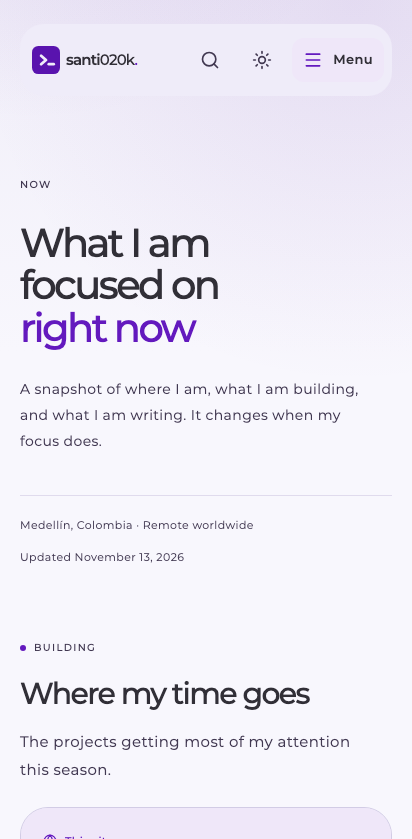 santi020k.
Menu
NOW
What I am
focused on
right now
A snapshot of where I am, what I am building,
and what I am writing. It changes when my
focus does.
Medellín, Colombia · Remote worldwide
Updated November 13, 2026
BUILDING
Where my time goes
The projects getting most of my attention
this season.